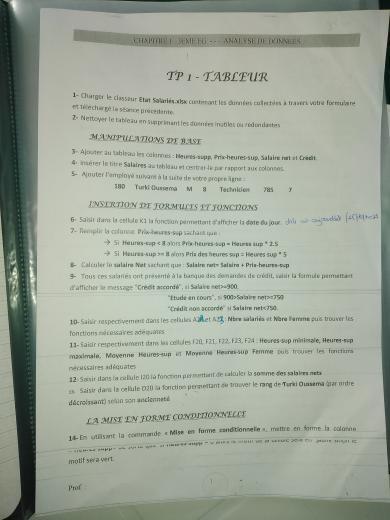 CHAPITRE I - 3EME EG --- ANALYSE DE DONNEES
TP 1 - TABLEUR
1- Charger le classeur Etat Salariés.xlsx contenant les données collectées à travers votre formulaire
et téléchargé la séance précédente.
2- Nettoyer le tableau en supprimant les données inutiles ou redondantes
MANIPULATIONS DE BASE
3- Ajouter au tableau les colonnes : Heures-supp, Prix-heures-sup, Salaire net et Crédit.
4- Insérer le titre Salaires au tableau et centrer-le par rapport aux colonnes.
5- Ajouter l'employé suivant à la suite de votre propre ligne :
180 Turki Oussema M 8 Technicien 785 7
INSERTION DE FORMULES ET FONCTIONS
6- Saisir dans la cellule K1 la fonction permettant d'afficher la date du jour.
7- Remplir la colonne Prix-heures-sup sachant que :
→ Si Heures-sup < 8 alors Prix-heures-sup = Heures sup * 2.5
→ Si Heures-sup >= 8 alors Prix des heures sup = Heures sup * 5
8- Calculer le salaire Net sachant que : Salaire net= Salaire + Prix-heures-sup
9- Tous ces salariés ont présenté à la banque des demandes de crédit, saisir la formule permettant
d'afficher le message "Crédit accordé", si Salaire net>=900,
"Etude en cours", si 900>Salaire net>=750
"Crédit non accordé" si Salaire net<750.
10- Saisir respectivement dans les cellules et : Nbre salariés et Nbre Femme puis trouver les
fonctions nécessaires adéquates
11- Saisir respectivement dans les cellules F20, F21, F22, F23, F24 : Heures-sup minimale, Heures-sup
maximale, Moyenne Heures-sup et Moyenne Heures-sup Femme puis trouver les fonctions
nécessaires adéquates
12- Saisir dans la cellule I20 la fonction permettant de calculer la somme des salaires nets
Saisir dans la cellule D20 la fonction permettant de trouver le rang de Turki Oussema (par ordre
décroissant) selon son ancienneté
LA MISE EN FORME CONDITIONNELLE
14- En utilisant la commande « Mise en forme conditionnelle », mettre en forme la colonne
motif sera vert.
Prof :